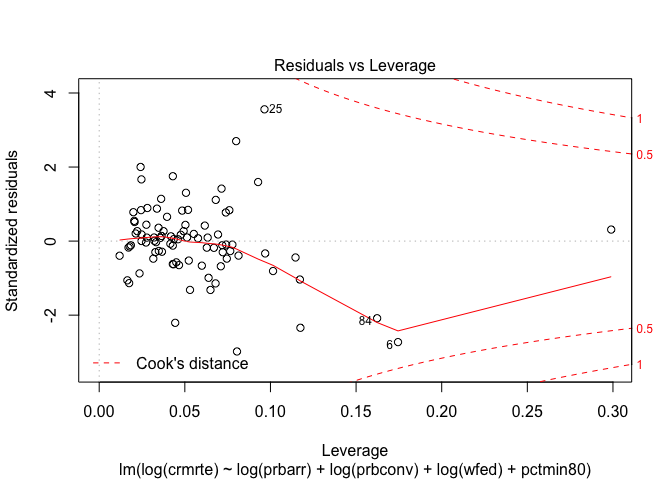 Residuals vs Leverage
Standardized residuals
4
2
0
-2
25
84
6
1
0.5
0.5
1
Cook's distance
0.00 0.05 0.10 0.15 0.20 0.25 0.30
Leverage
lm(log(crmrte) ~ log(prbarr) + log(prbconv) + log(wfed) + pctmin80)